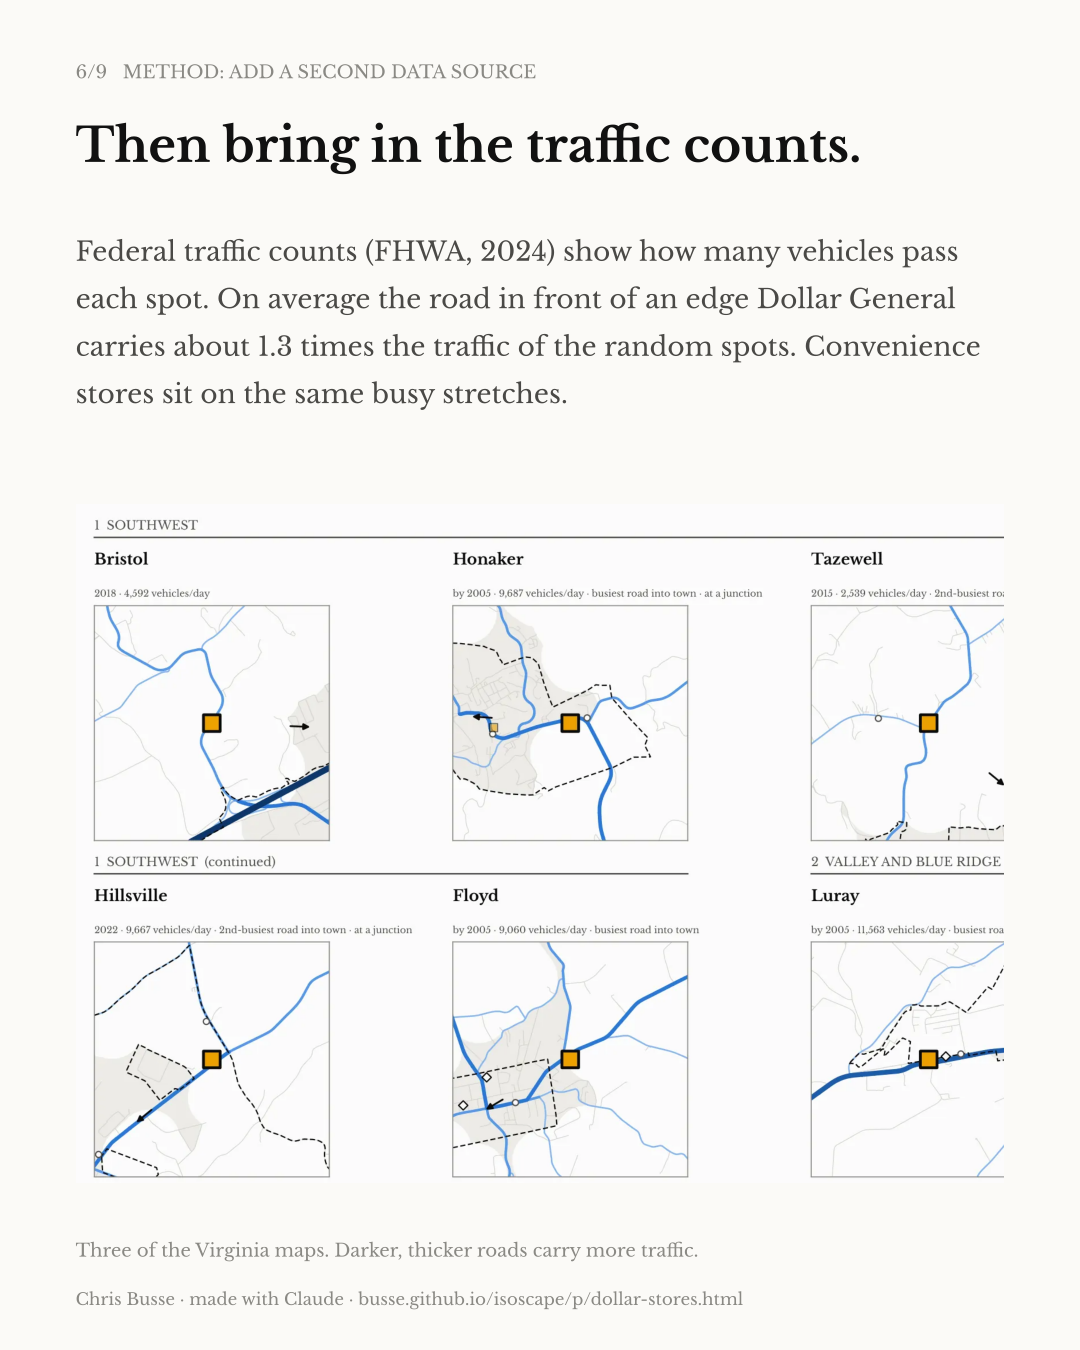 6/9 METHOD: ADD A SECOND DATA SOURCE
Then bring in the traffic counts.
Federal traffic counts (FHWA, 2024) show how many vehicles pass
each spot. On average the road in front of an edge Dollar General
carries about 1.3 times the traffic of the random spots. Convenience
stores sit on the same busy stretches.
1 SOUTHWEST
Bristol
2018 · 4,592 vehicles/day
Honaker
by 2005 · 9,687 vehicles/day · busiest road into town · at a junction
Tazewell
2015 · 2,539 vehicles/day · 2nd-busiest roa
1 SOUTHWEST (continued)
2 VALLEY AND BLUE RIDGE
Hillsville
2022 · 9,667 vehicles/day · 2nd-busiest road into town · at a junction
Floyd
by 2005 · 9,060 vehicles/day · busiest road into town
Luray
by 2005 · 11,563 vehicles/day · busiest roa
Three of the Virginia maps. Darker, thicker roads carry more traffic.
Chris Busse · made with Claude · busse.github.io/isoscape/p/dollar-stores.html